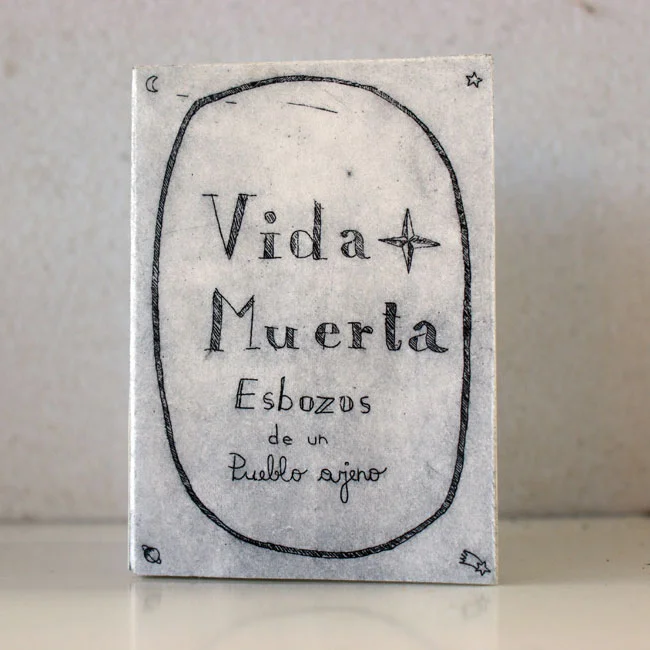 Vida
Muerta
Esbozos
de un
Pueblo ajeno